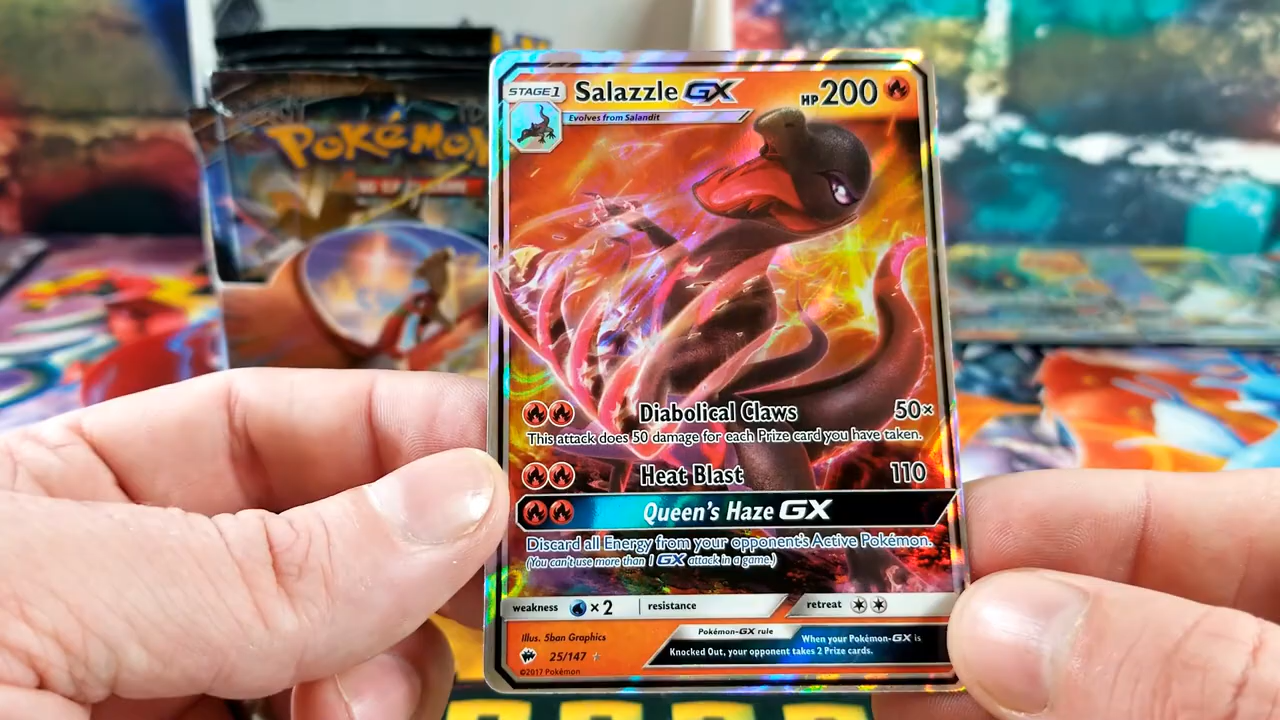 Pokémon
STAGE 1 Salazzle GX HP 200
Evolves from Salandit
Diabolical Claws 50×
This attack does 50 damage for each Prize card you have taken.
Heat Blast 110
Queen's Haze GX
Discard all Energy from your opponent's Active Pokémon.
(You can't use more than 1 GX attack in a game.)
weakness ×2 resistance retreat
Illus. 5ban Graphics
Pokémon-GX rule
When your Pokémon-GX is
Knocked Out, your opponent takes 2 Prize cards.
25/147
©2017 Pokémon